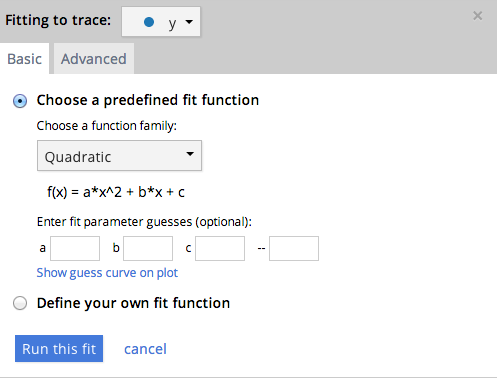 Fitting to trace: y
×
Basic Advanced
Choose a predefined fit function
Choose a function family:
Quadratic
f(x) = a*x^2 + b*x + c
Enter fit parameter guesses (optional):
a b c --
Show guess curve on plot
Define your own fit function
Run this fit cancel